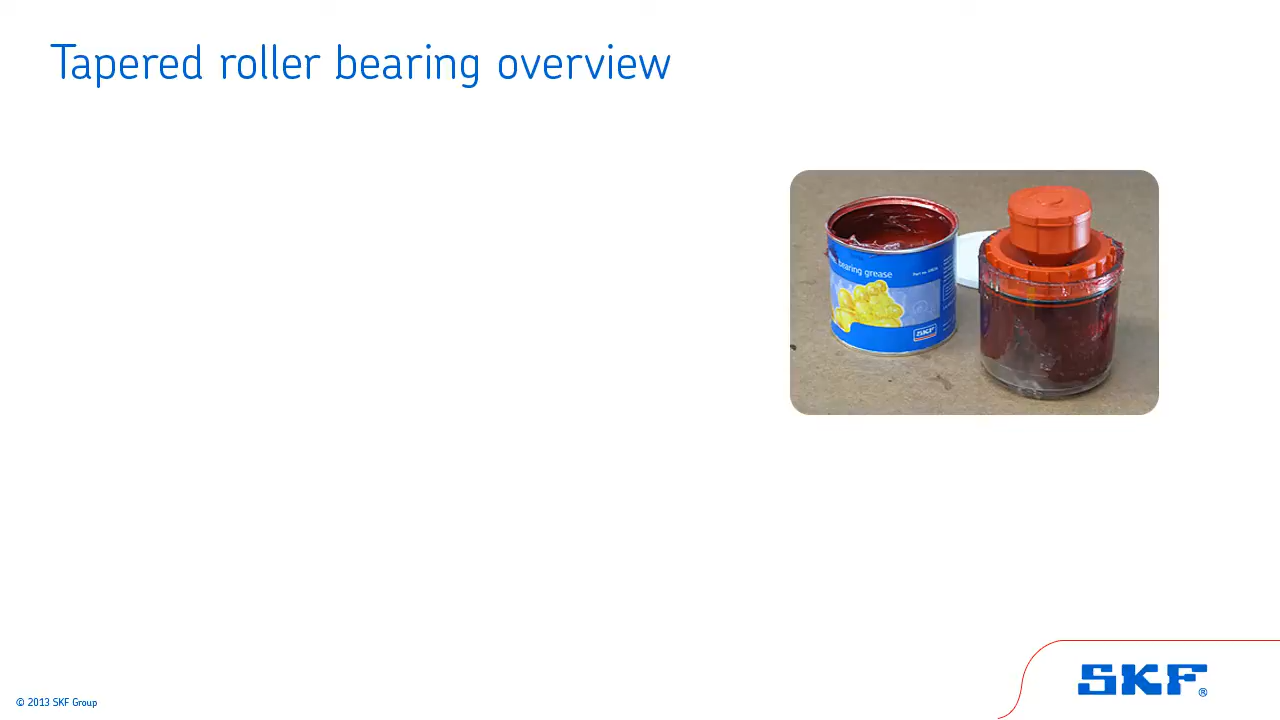 Tapered roller bearing overview
bearing grease
SKF
© 2013 SKF Group
SKF®